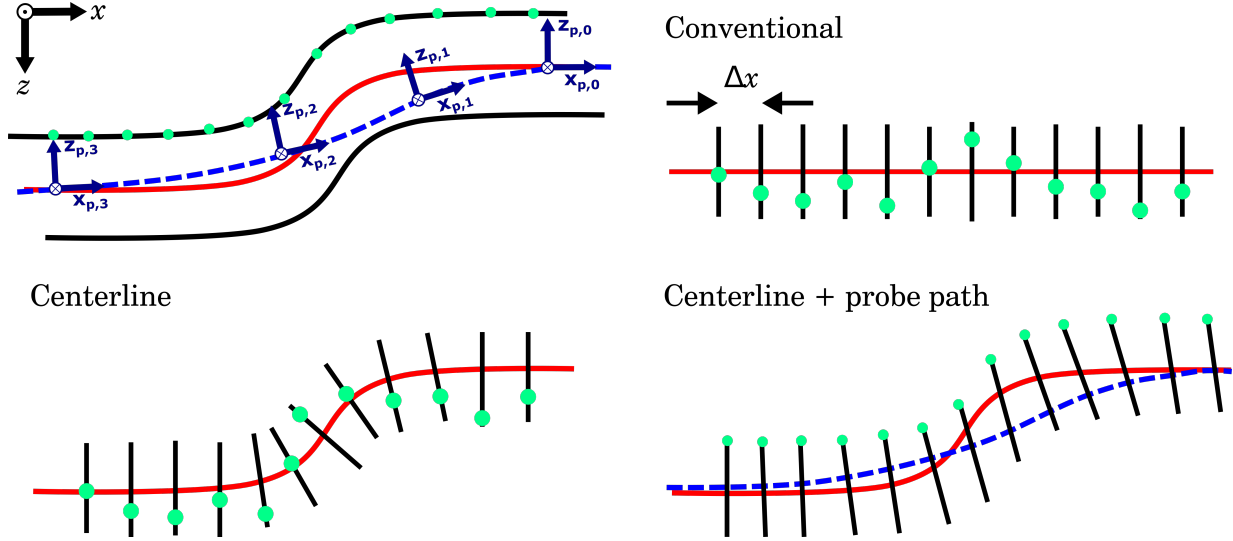 x
z
z_p,0
x_p,0
z_p,1
x_p,1
z_p,2
x_p,2
z_p,3
x_p,3
Conventional
Δx
Centerline
Centerline + probe path